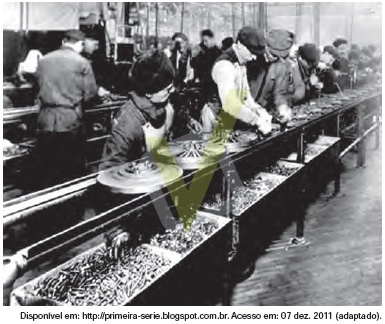 Disponível em: http://primeira-serie.blogspot.com.br. Acesso em: 07 dez. 2011 (adaptado).